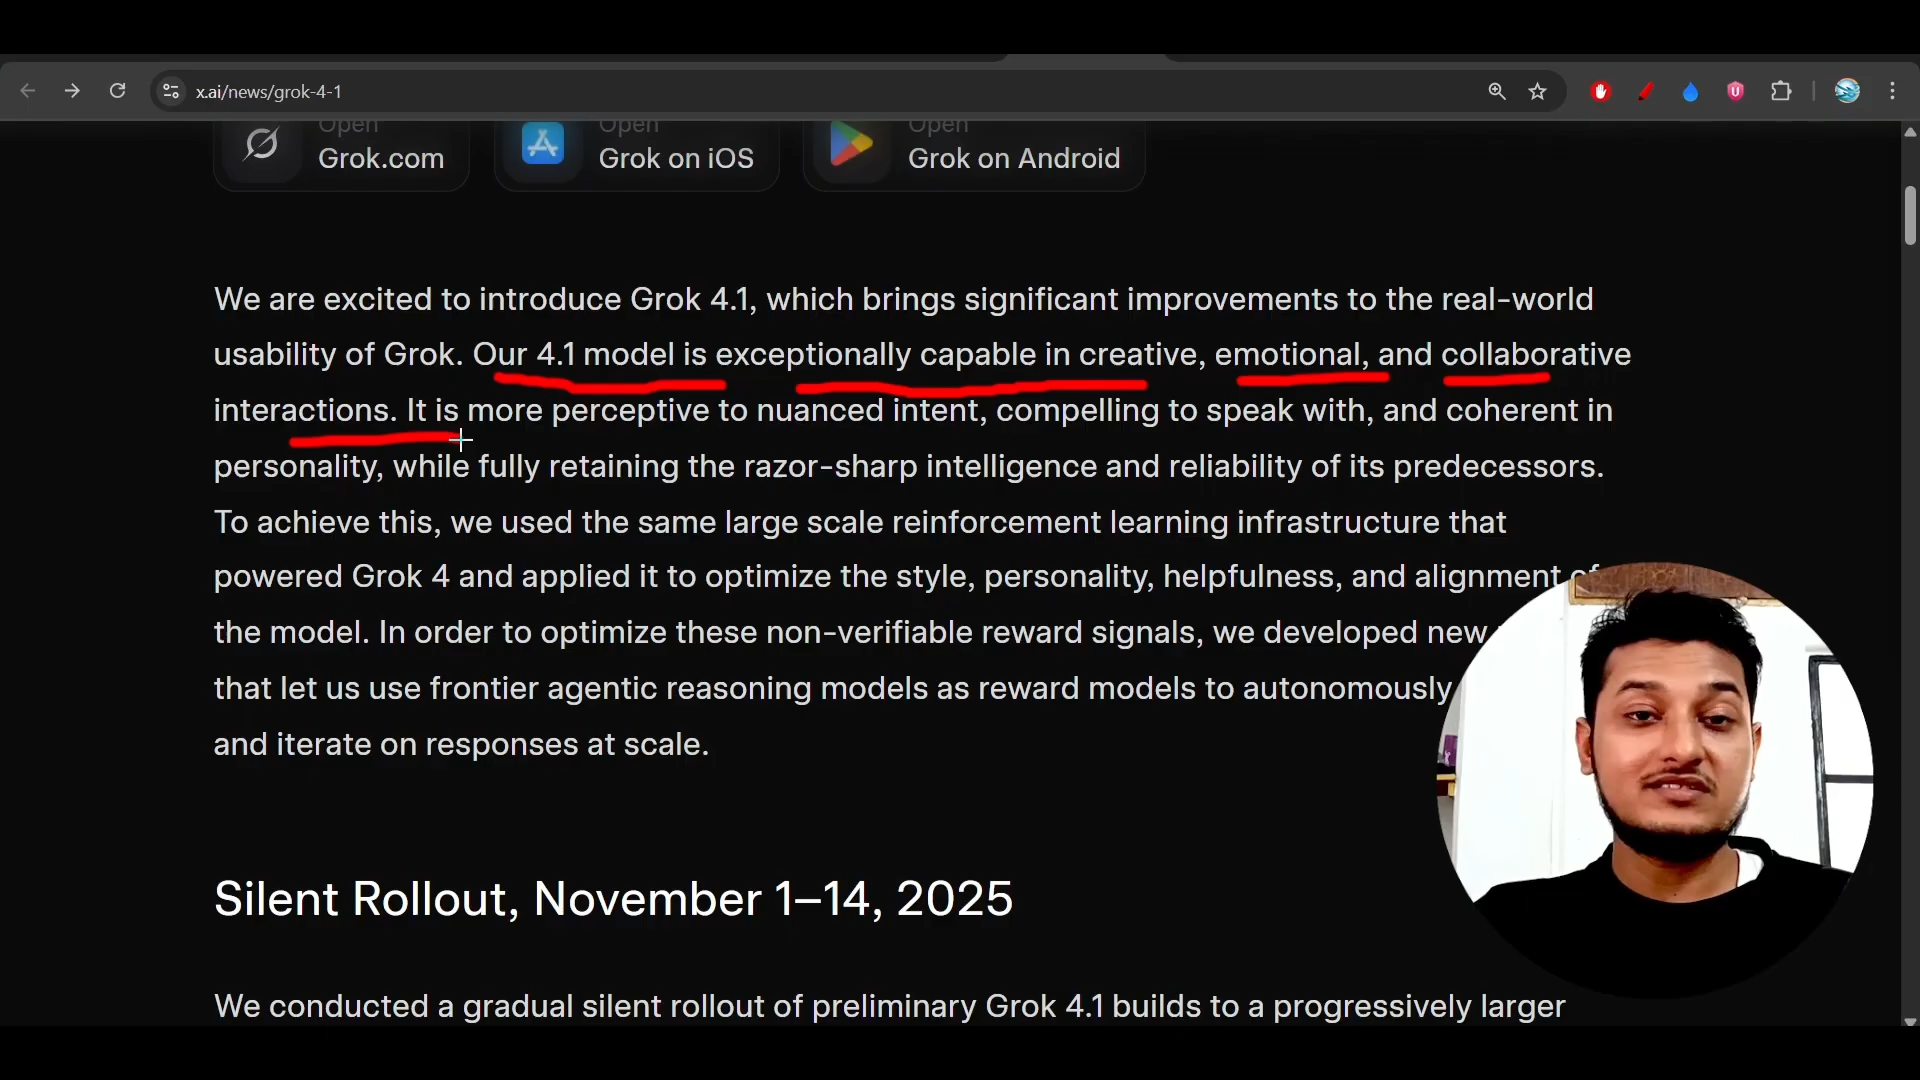 x.ai/news/grok-4-1
Open
Grok.com
Open
Grok on iOS
Open
Grok on Android
We are excited to introduce Grok 4.1, which brings significant improvements to the real-world
usability of Grok. Our 4.1 model is exceptionally capable in creative, emotional, and collaborative
interactions. It is more perceptive to nuanced intent, compelling to speak with, and coherent in
personality, while fully retaining the razor-sharp intelligence and reliability of its predecessors.
To achieve this, we used the same large scale reinforcement learning infrastructure that
powered Grok 4 and applied it to optimize the style, personality, helpfulness, and alignment of
the model. In order to optimize these non-verifiable reward signals, we developed new
that let us use frontier agentic reasoning models as reward models to autonomously
and iterate on responses at scale.
Silent Rollout, November 1–14, 2025
We conducted a gradual silent rollout of preliminary Grok 4.1 builds to a progressively larger